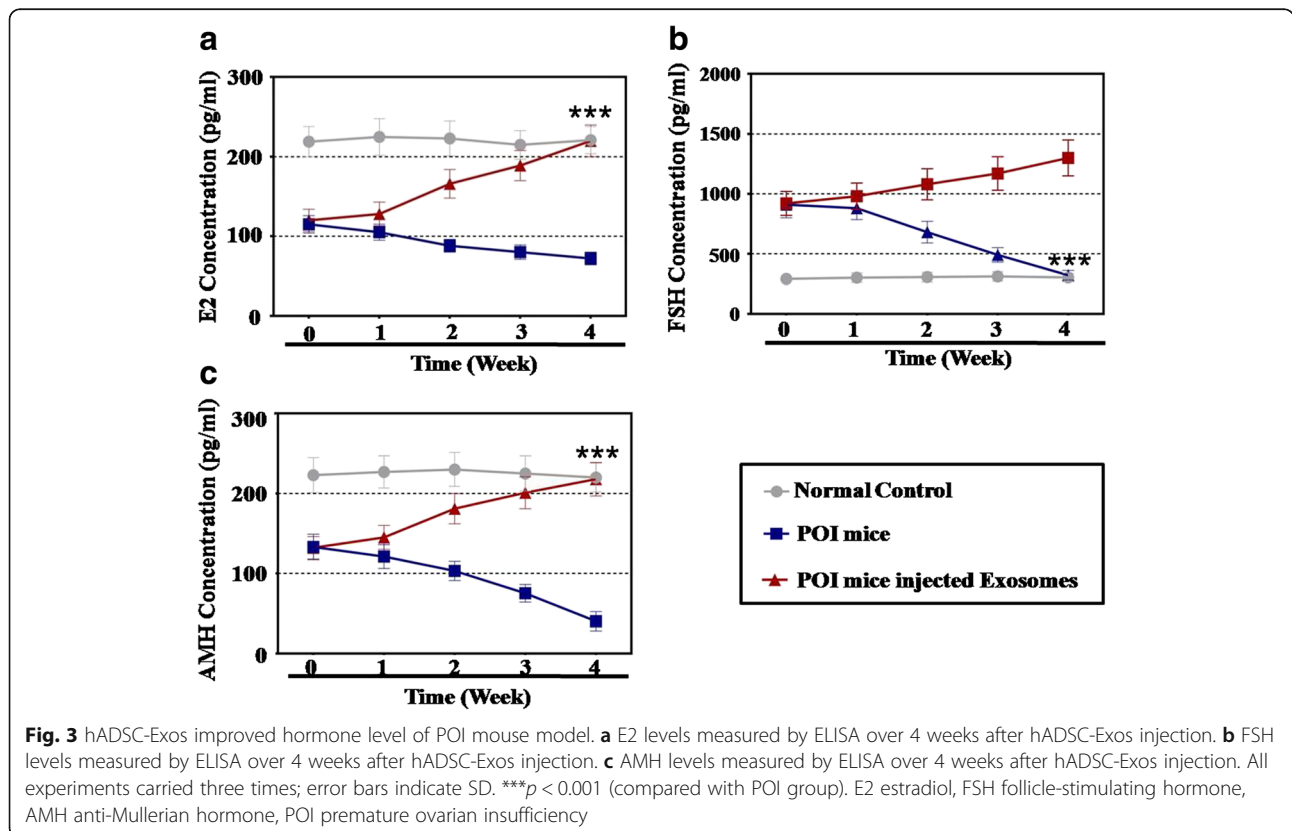 a
300
200
100
0
E2 Concentration (pg/ml)
***
0 1 2 3 4
Time (Week)
b
2000
1500
1000
500
0
FSH Concentration (pg/ml)
***
0 1 2 3 4
Time (Week)
c
300
200
100
0
AMH Concentration (pg/ml)
***
0 1 2 3 4
Time (Week)
Normal Control
POI mice
POI mice injected Exosomes
Fig. 3 hADSC-Exos improved hormone level of POI mouse model. a E2 levels measured by ELISA over 4 weeks after hADSC-Exos injection. b FSH
levels measured by ELISA over 4 weeks after hADSC-Exos injection. c AMH levels measured by ELISA over 4 weeks after hADSC-Exos injection. All
experiments carried three times; error bars indicate SD. ***p < 0.001 (compared with POI group). E2 estradiol, FSH follicle-stimulating hormone,
AMH anti-Mullerian hormone, POI premature ovarian insufficiency